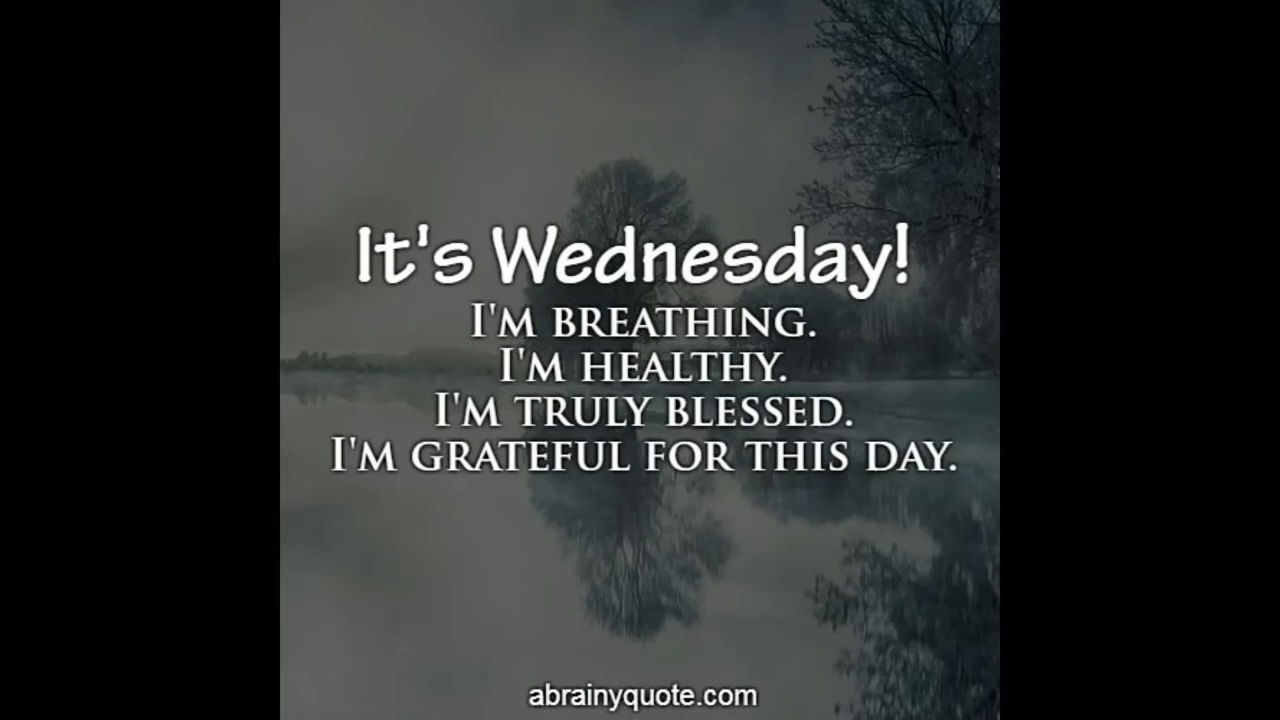 It's Wednesday!
I'M BREATHING.
I'M HEALTHY.
I'M TRULY BLESSED.
I'M GRATEFUL FOR THIS DAY.
abrainyquote.com